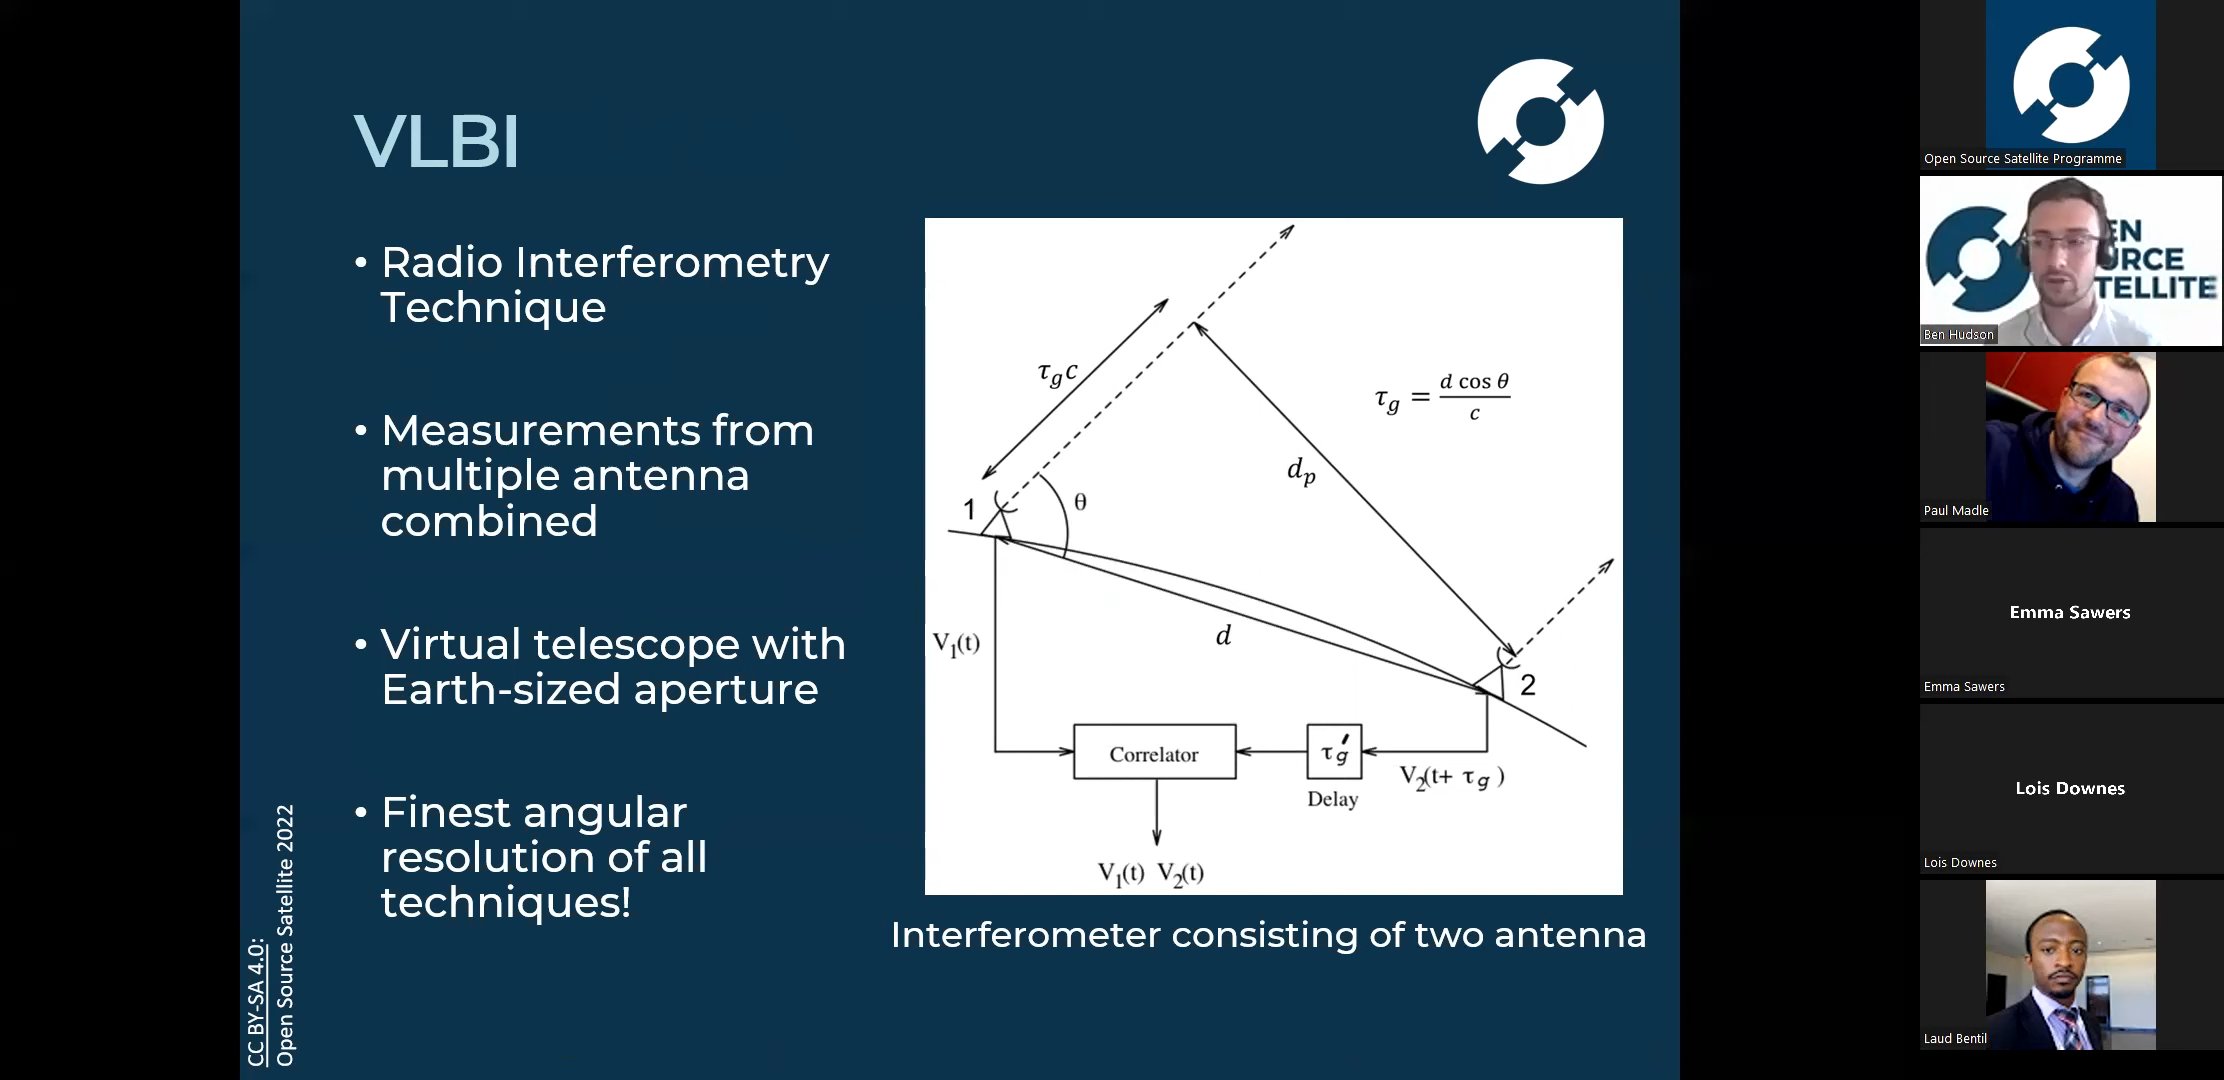 VLBI
• Radio Interferometry
Technique
• Measurements from
multiple antenna
combined
• Virtual telescope with
Earth-sized aperture
• Finest angular
resolution of all
techniques!
CC BY-SA 4.0:
Open Source Satellite 2022
τgc
τg = d cos θ / c
dp
1
θ
d
V1(t)
2
Correlator
τg′
V2(t+ τg )
Delay
V1(t) V2(t)
Interferometer consisting of two antenna
Open Source Satellite Programme
EN
URCE
TELLITE
Ben Hudson
Paul Madle
Emma Sawers
Emma Sawers
Lois Downes
Lois Downes
Laud Bentil